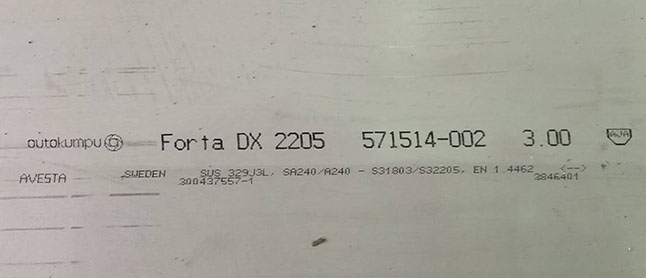 outokumpu Forta DX 2205 571514-002 3.00 AJA
AVESTA SWEDEN SUS 329J3L, SA240/A240 - S31803/S32205, EN 1.4462 <-->
300437557-1 3846401